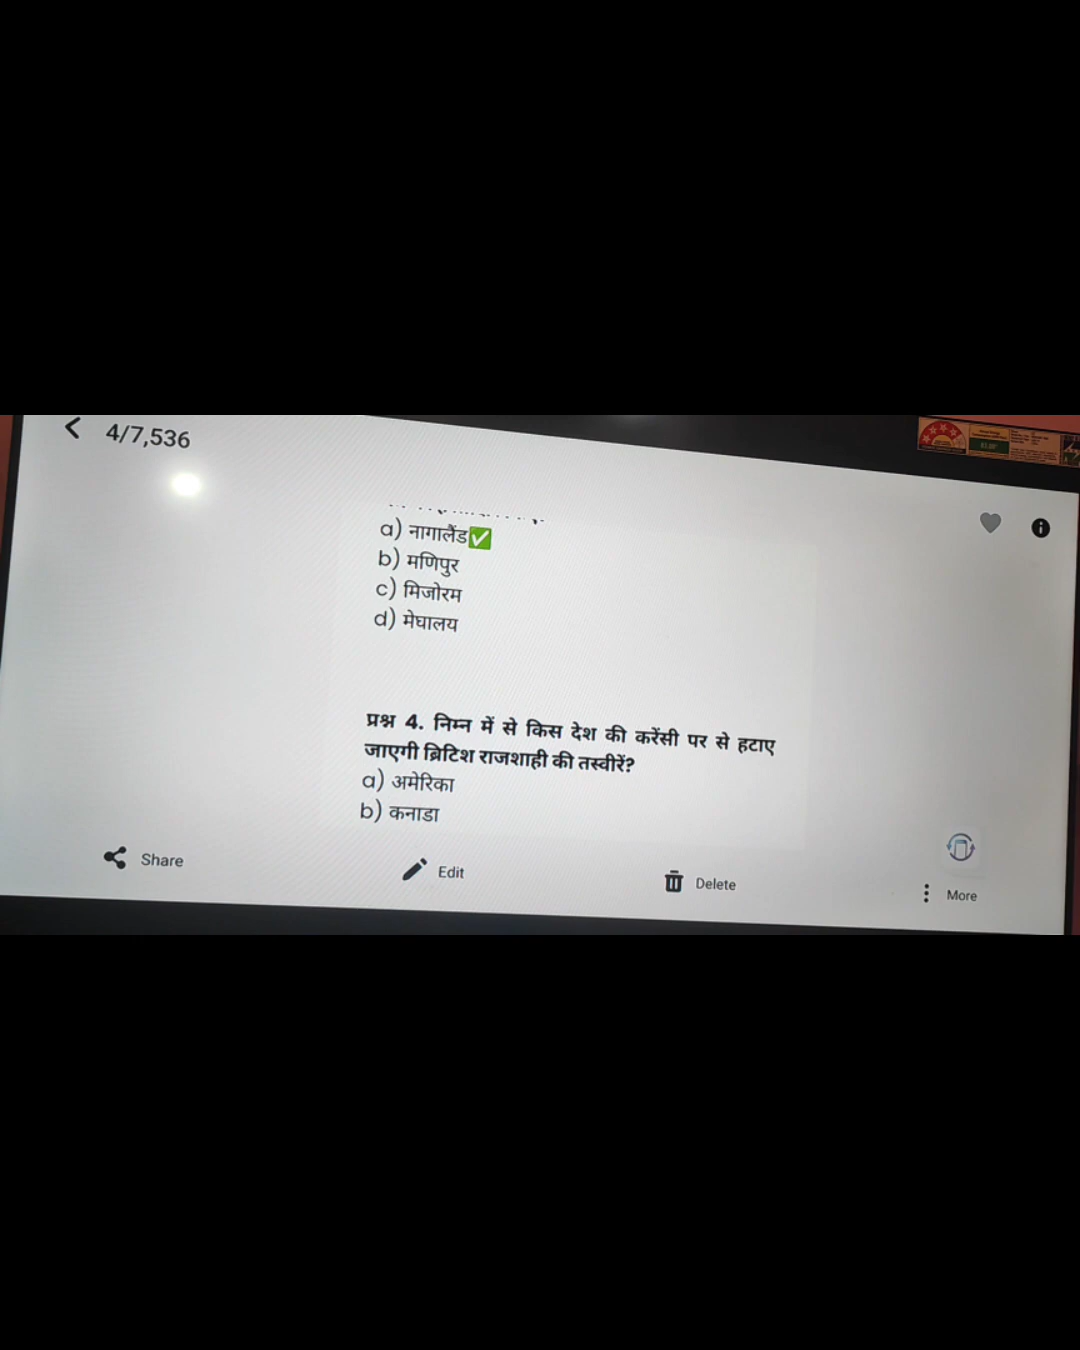 4/7,536
a) नागालैंड✅
b) मणिपुर
c) मिजोरम
d) मेघालय
प्रश्न 4. निम्न में से किस देश की करेंसी पर से हटाए
जाएगी ब्रिटिश राजशाही की तस्वीरें?
a) अमेरिका
b) कनाडा
Share
Edit
Delete
More